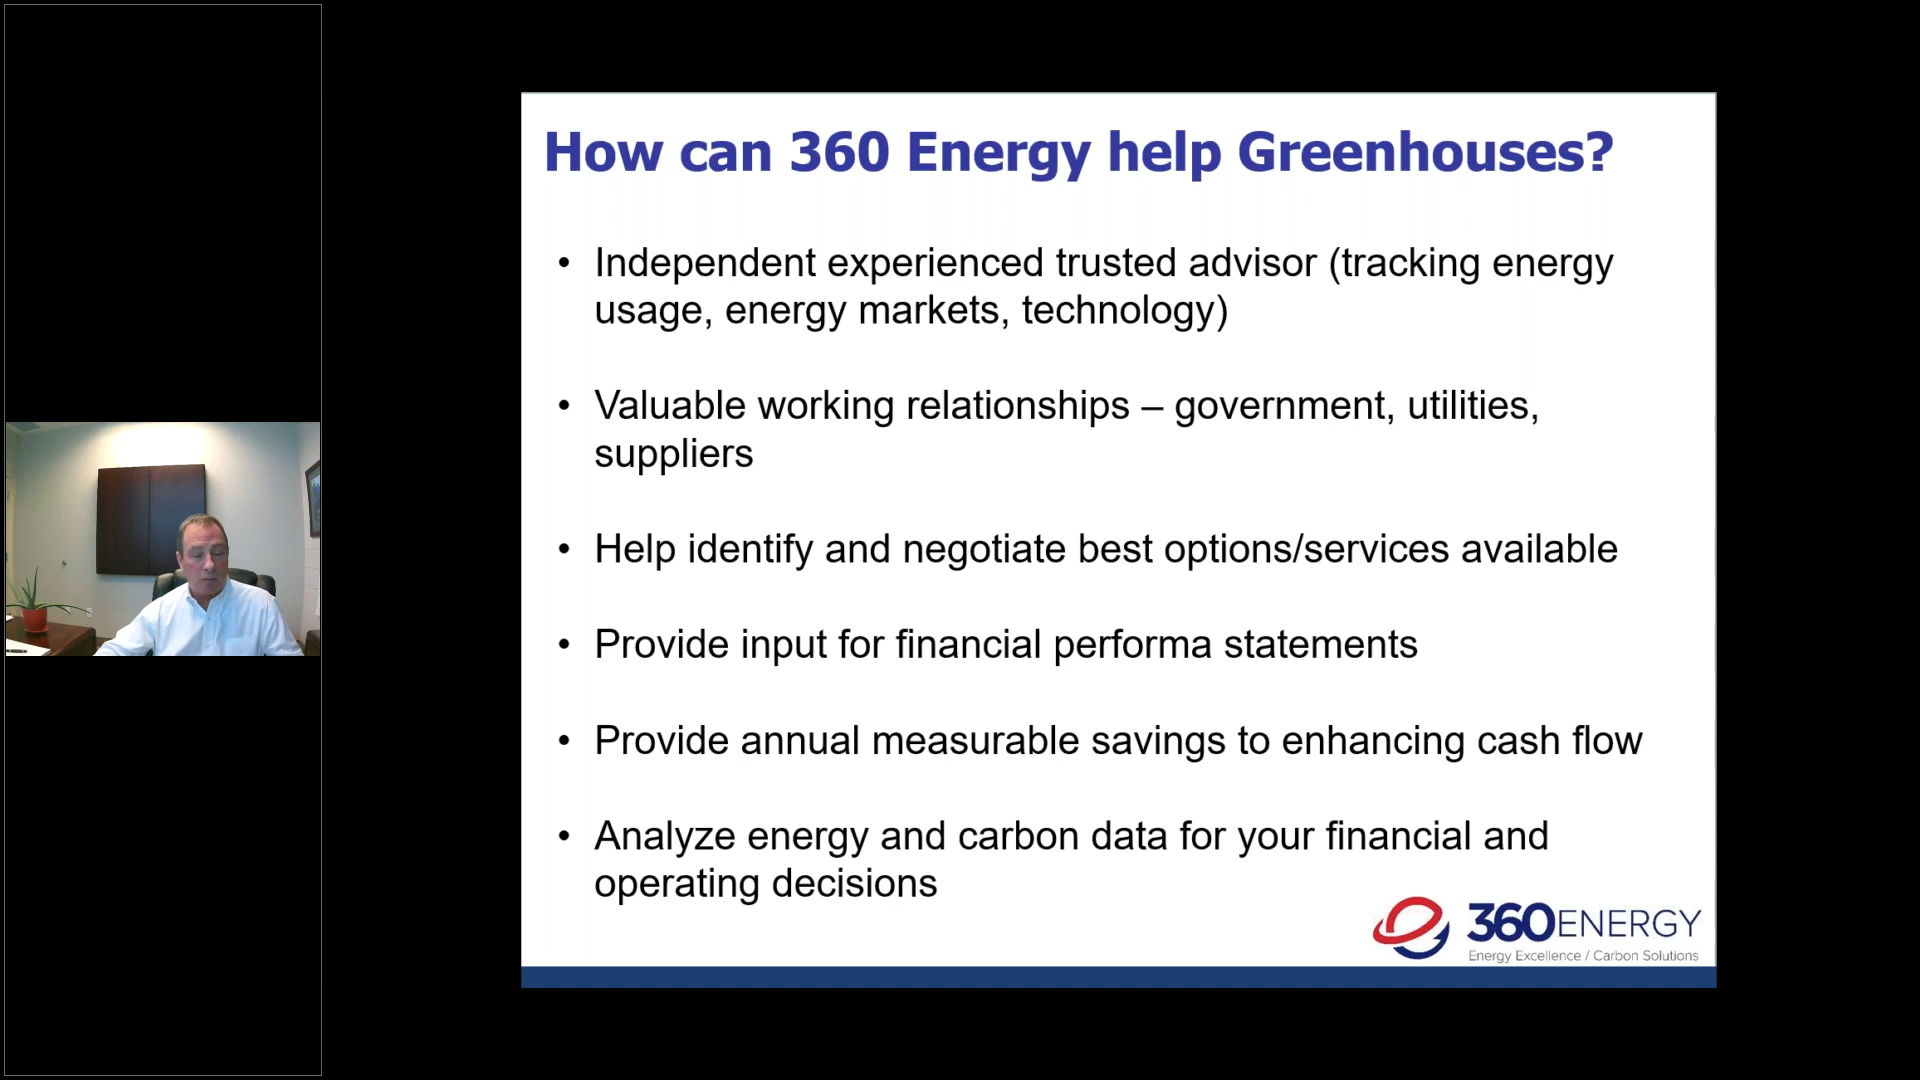 How can 360 Energy help Greenhouses?
• Independent experienced trusted advisor (tracking energy
usage, energy markets, technology)
• Valuable working relationships – government, utilities,
suppliers
• Help identify and negotiate best options/services available
• Provide input for financial performa statements
• Provide annual measurable savings to enhancing cash flow
• Analyze energy and carbon data for your financial and
operating decisions
360ENERGY
Energy Excellence / Carbon Solutions